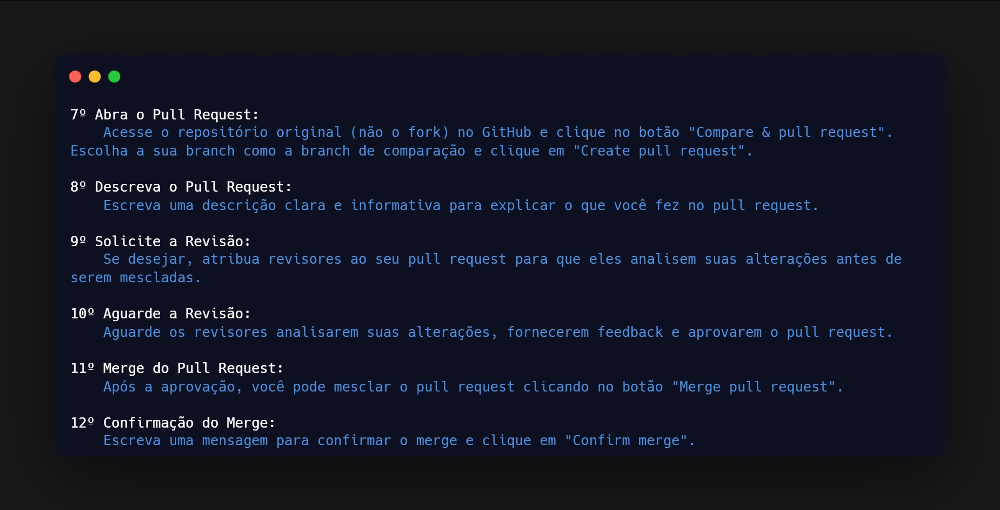 7º Abra o Pull Request:
Acesse o repositório original (não o fork) no GitHub e clique no botão "Compare & pull request".
Escolha a sua branch como a branch de comparação e clique em "Create pull request".
8º Descreva o Pull Request:
Escreva uma descrição clara e informativa para explicar o que você fez no pull request.
9º Solicite a Revisão:
Se desejar, atribua revisores ao seu pull request para que eles analisem suas alterações antes de
serem mescladas.
10º Aguarde a Revisão:
Aguarde os revisores analisarem suas alterações, fornecerem feedback e aprovarem o pull request.
11º Merge do Pull Request:
Após a aprovação, você pode mesclar o pull request clicando no botão "Merge pull request".
12º Confirmação do Merge:
Escreva uma mensagem para confirmar o merge e clique em "Confirm merge".